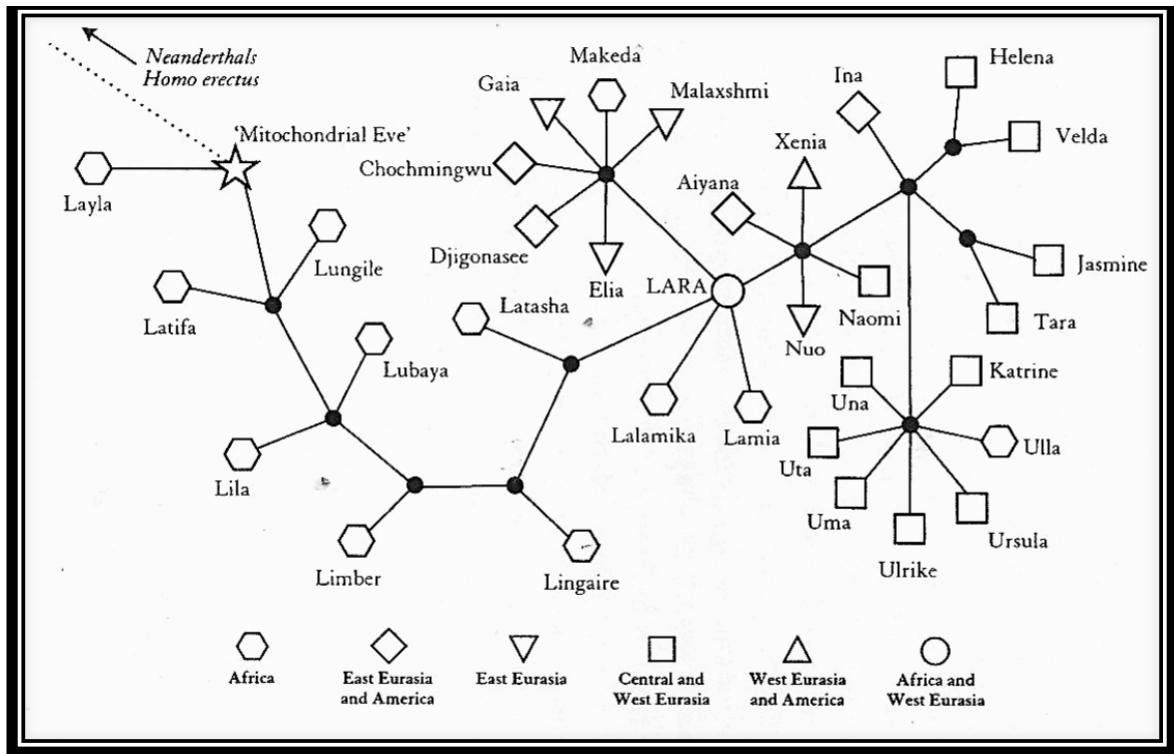 Neanderthals
Homo erectus
'Mitochondrial Eve'
Layla
Latifa
Lungile
Lubaya
Lila
Limber
Lingaire
Latasha
LARA
Lalamika
Lamia
Makeda
Gaia
Malaxshmi
Chochmingwu
Djigonasee
Elia
Aiyana
Xenia
Naomi
Nuo
Ina
Helena
Velda
Jasmine
Tara
Katrine
Una
Ulla
Uta
Uma
Ursula
Ulrike
Africa
East Eurasia
and America
East Eurasia
Central and
West Eurasia
West Eurasia
and America
Africa and
West Eurasia